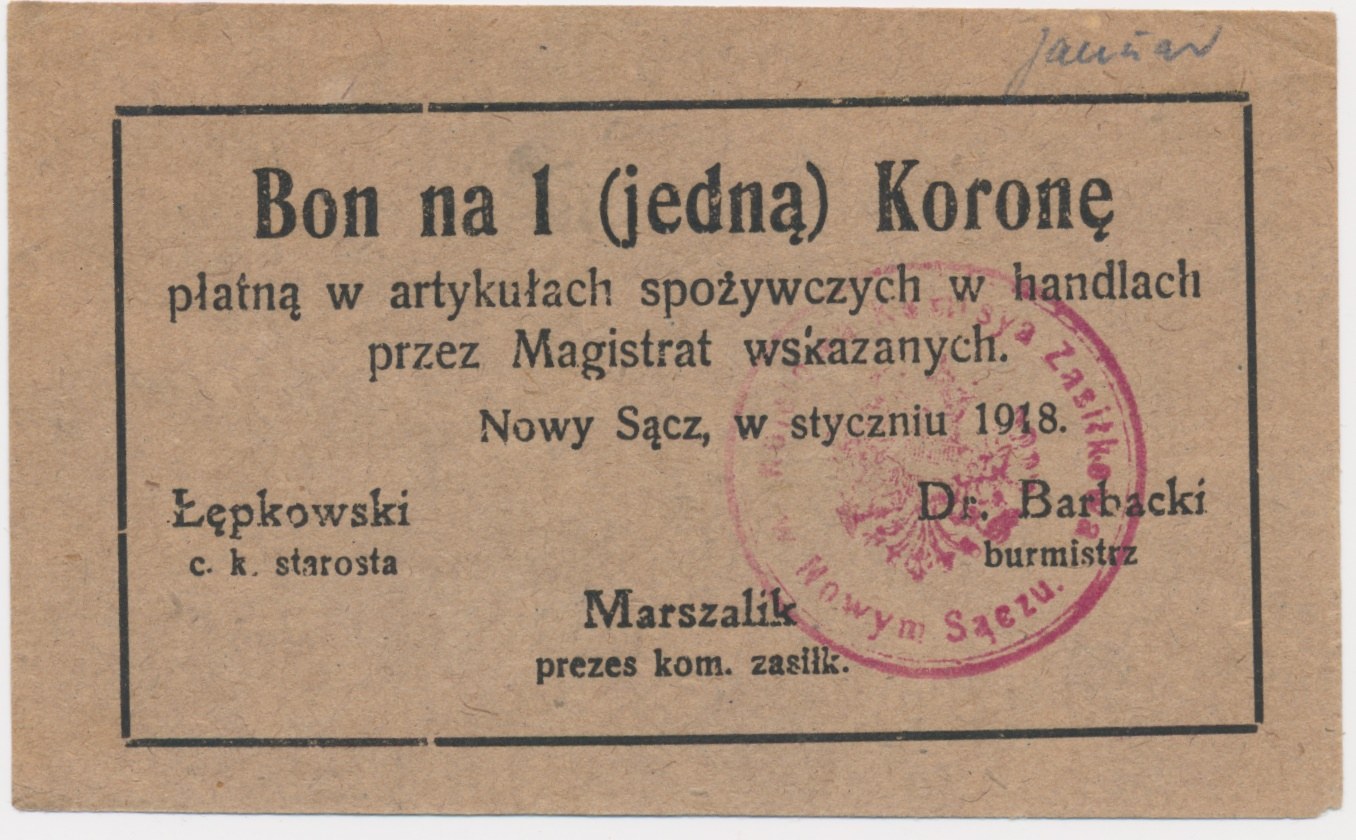 Januar
Bon na 1 (jedną) Koronę
płatną w artykułach spożywczych w handlach
przez Magistrat wskazanych.
Nowy Sącz, w styczniu 1918.
Łępkowski
c. k. starosta
Dr. Barbacki
burmistrz
Marszalik
prezes kom. zasiłk.
Zasiłkowa
w Nowym Sączu.